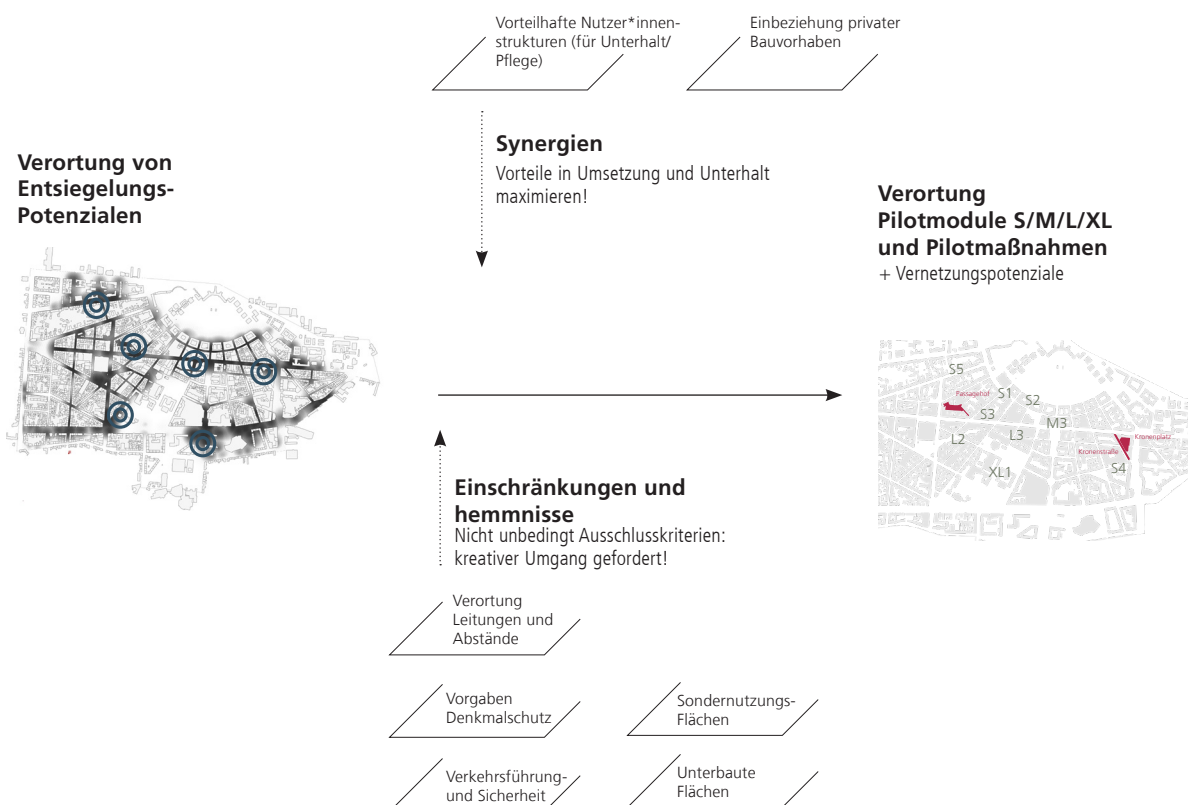 Vorteilhafte Nutzer*innen-
strukturen (für Unterhalt/
Pflege)
Einbeziehung privater
Bauvorhaben
Synergien
Vorteile in Umsetzung und Unterhalt
maximieren!
Verortung von
Entsiegelungs-
Potenzialen
Verortung
Pilotmodule S/M/L/XL
und Pilotmaßnahmen
+ Vernetzungspotenziale
S5
Passagehof
S1
S2
S3
M3
L2
L3
Kronenplatz
Kronenstraße
S4
XL1
Einschränkungen und
hemmnisse
Nicht unbedingt Ausschlusskriterien:
kreativer Umgang gefordert!
Verortung
Leitungen und
Abstände
Vorgaben
Denkmalschutz
Sondernutzungs-
Flächen
Verkehrsführung-
und Sicherheit
Unterbaute
Flächen